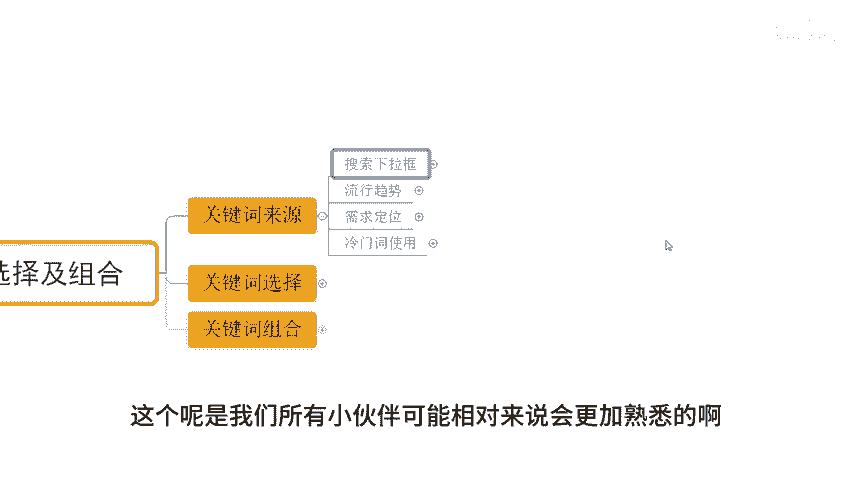 搜索下拉框
流行趋势
关键词来源
需求定位
冷门词使用
选择及组合
关键词选择
关键词组合
这个呢是我们所有小伙伴可能相对来说会更加熟悉的啊